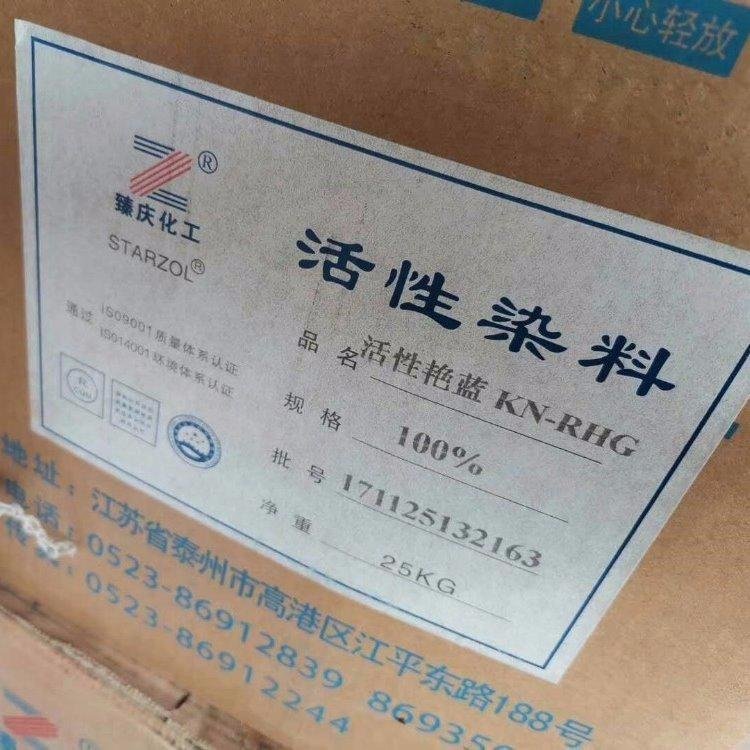 小心轻放
Z®
臻庆化工
STARZOL®
活性染料
通过 ISO9001质量体系认证
ISO14001环境体系认证
品名 活性艳蓝 KN-RHG
规格 100%
批号 171125132163
净重 25KG
地址：江苏省泰州市高港区江平东路188号
电话：0523-86912839 86935
传真：0523-86912244